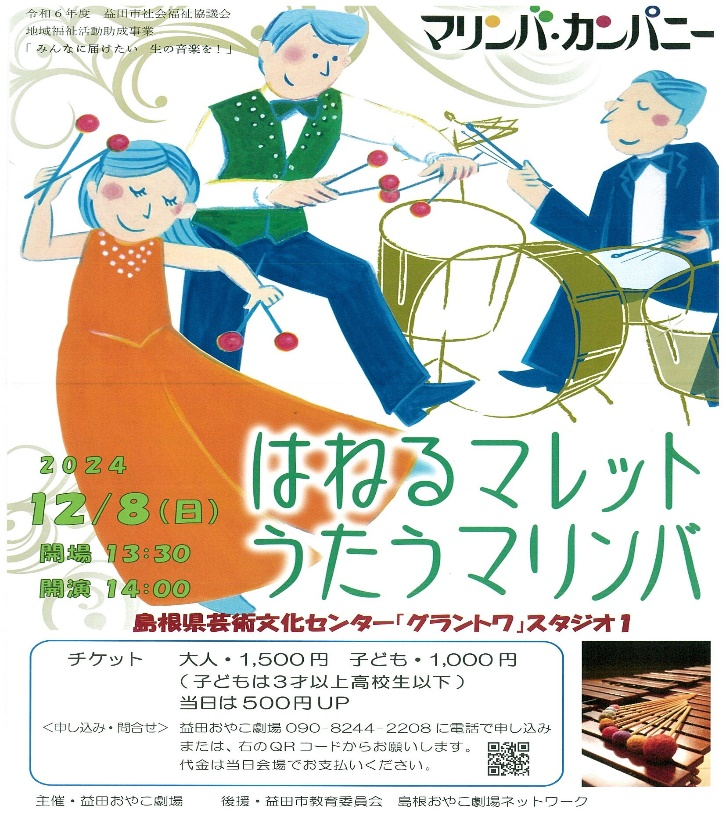 令和６年度　益田市社会福祉協議会
地域福祉活動助成事業
「みんなに届けたい　生の音楽を！」
マリンバ・カンパニー
はねるマレット
うたうマリンバ
2024
12/8(日)
開場 13:30
開演 14:00
島根県芸術文化センター「グラントワ」スタジオ1
チケット　大人・1,500円　子ども・1,000円
（子どもは３才以上高校生以下）
当日は500円UP
＜申し込み・問合せ＞　益田おやこ劇場 090-8244-2208に電話で申し込み
または、右のQRコードからお願いします。
代金は当日会場でお支払いください。
主催・益田おやこ劇場　後援・益田市教育委員会　島根おやこ劇場ネットワーク